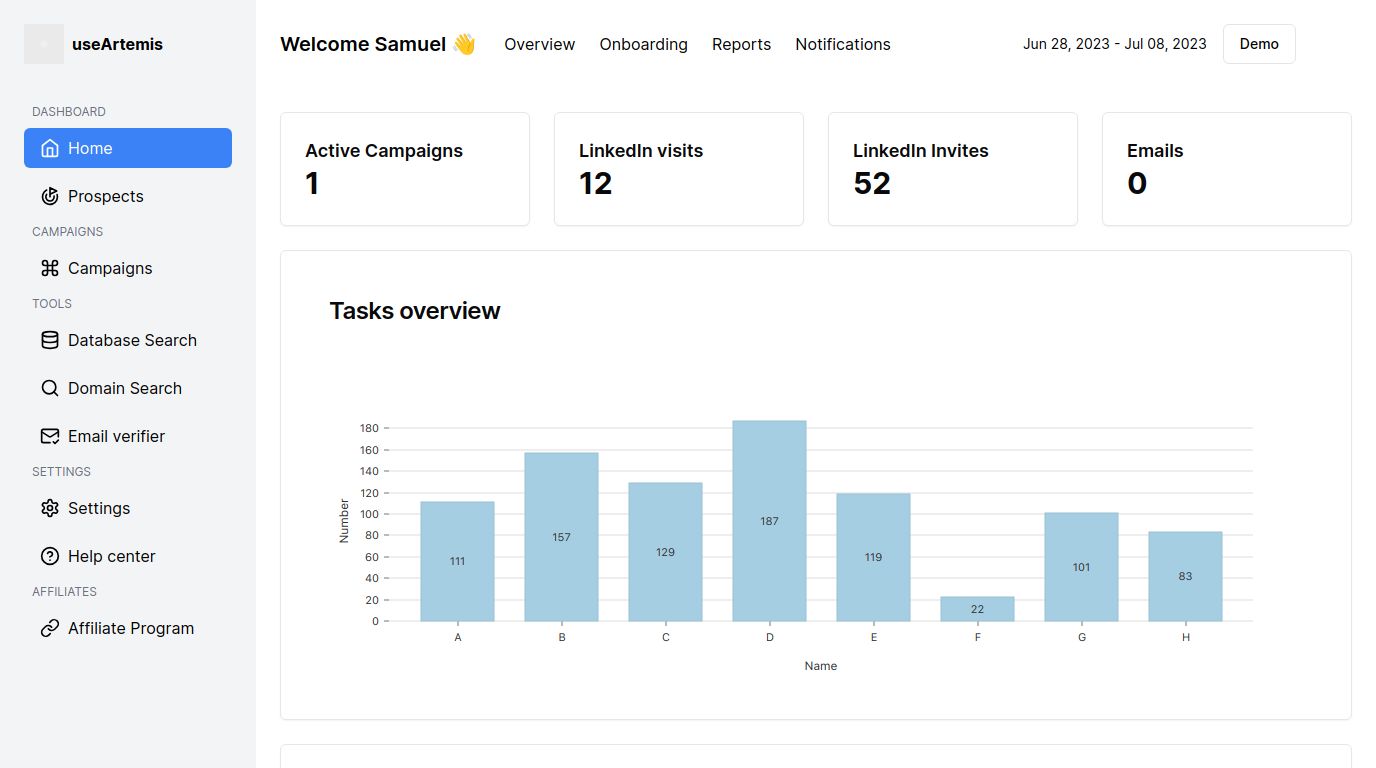 useArtemis
DASHBOARD
Home
Prospects
CAMPAIGNS
Campaigns
TOOLS
Database Search
Domain Search
Email verifier
SETTINGS
Settings
Help center
AFFILIATES
Affiliate Program
Welcome Samuel 👋 Overview Onboarding Reports Notifications Jun 28, 2023 - Jul 08, 2023 Demo
Active Campaigns
1
LinkedIn visits
12
LinkedIn Invites
52
Emails
0
Tasks overview
180
160
140
120
100
80
60
40
20
0
Number
111 157 129 187 119 22 101 83
A B C D E F G H
Name